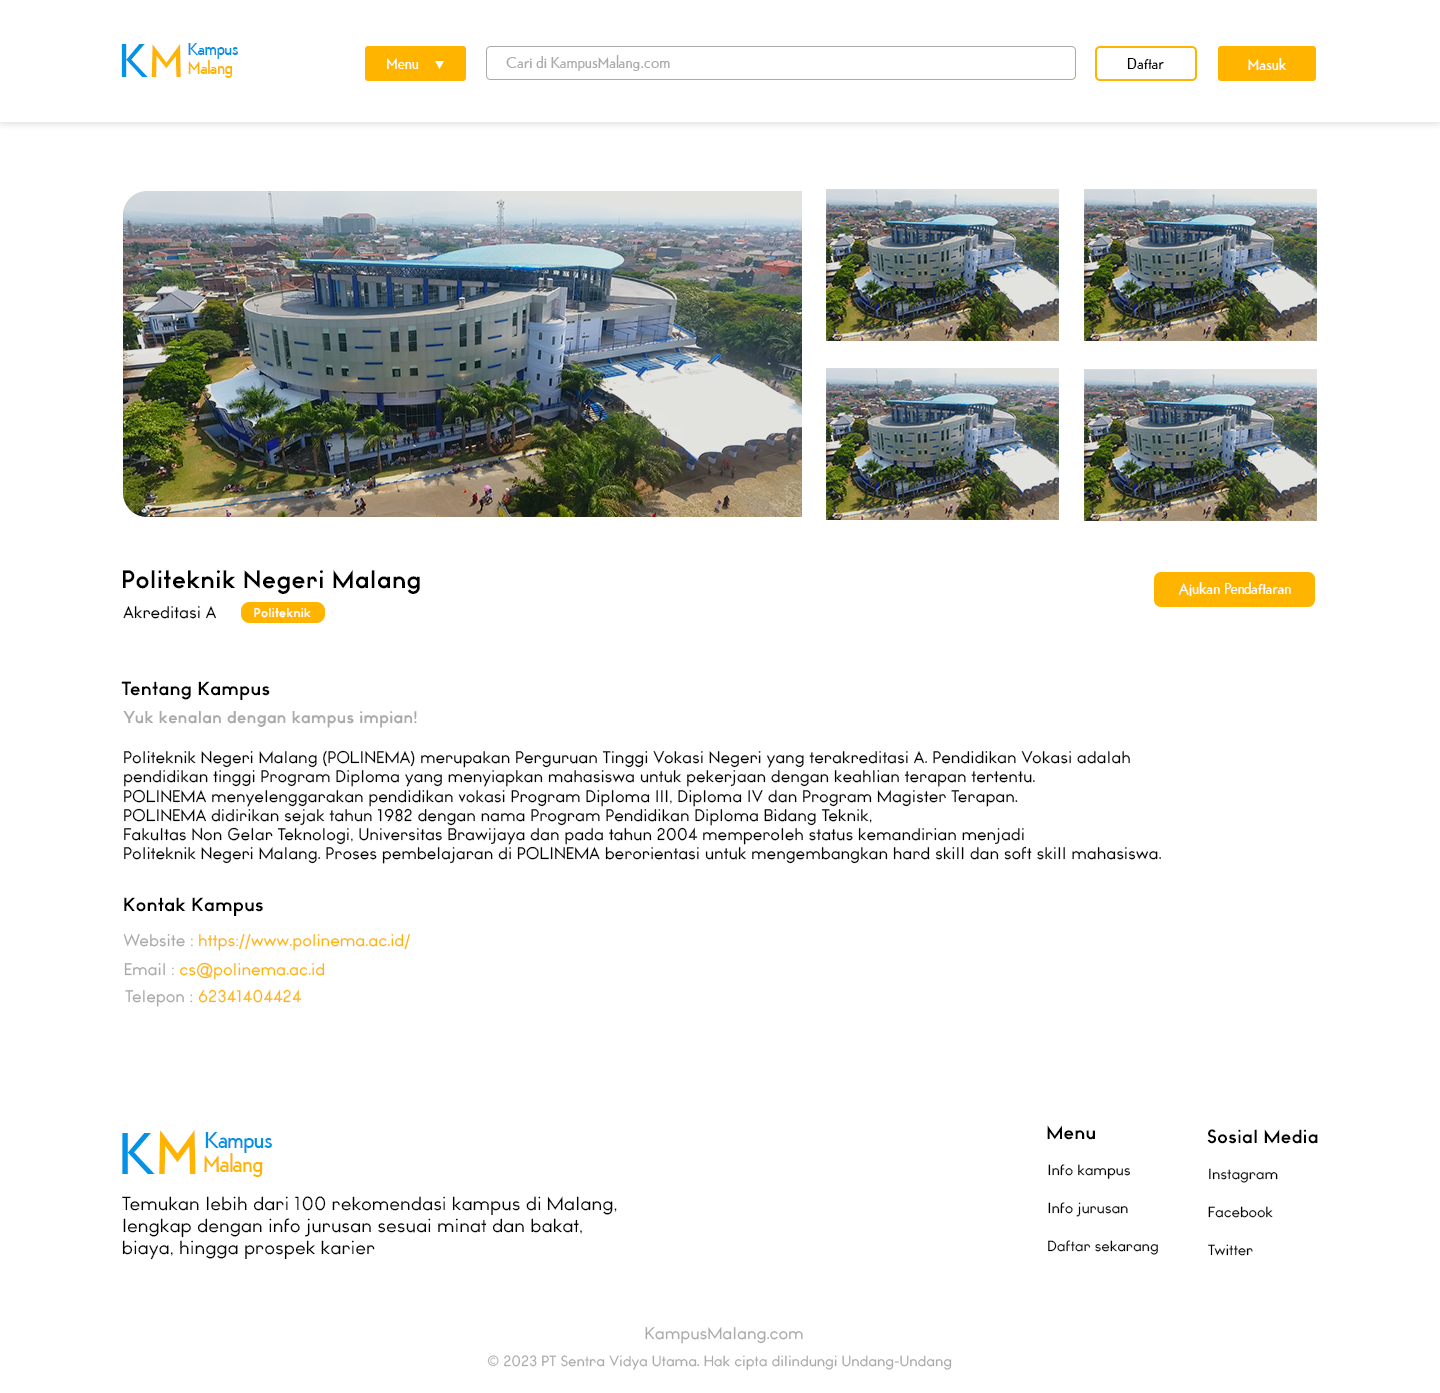 KM Kampus
Malang
Menu ▼
Cari di KampusMalang.com
Daftar
Masuk
Politeknik Negeri Malang
Ajukan Pendaftaran
Akreditasi A
Politeknik
Tentang Kampus
Yuk kenalan dengan kampus impian!
Politeknik Negeri Malang (POLINEMA) merupakan Perguruan Tinggi Vokasi Negeri yang terakreditasi A. Pendidikan Vokasi adalah
pendidikan tinggi Program Diploma yang menyiapkan mahasiswa untuk pekerjaan dengan keahlian terapan tertentu.
POLINEMA menyelenggarakan pendidikan vokasi Program Diploma III, Diploma IV dan Program Magister Terapan.
POLINEMA didirikan sejak tahun 1982 dengan nama Program Pendidikan Diploma Bidang Teknik,
Fakultas Non Gelar Teknologi, Universitas Brawijaya dan pada tahun 2004 memperoleh status kemandirian menjadi
Politeknik Negeri Malang. Proses pembelajaran di POLINEMA berorientasi untuk mengembangkan hard skill dan soft skill mahasiswa.
Kontak Kampus
Website : https://www.polinema.ac.id/
Email : cs@polinema.ac.id
Telepon : 62341404424
KM Kampus
Malang
Temukan lebih dari 100 rekomendasi kampus di Malang,
lengkap dengan info jurusan sesuai minat dan bakat,
biaya, hingga prospek karier
Menu
Info kampus
Info jurusan
Daftar sekarang
Sosial Media
Instagram
Facebook
Twitter
KampusMalang.com
© 2023 PT Sentra Vidya Utama. Hak cipta dilindungi Undang-Undang